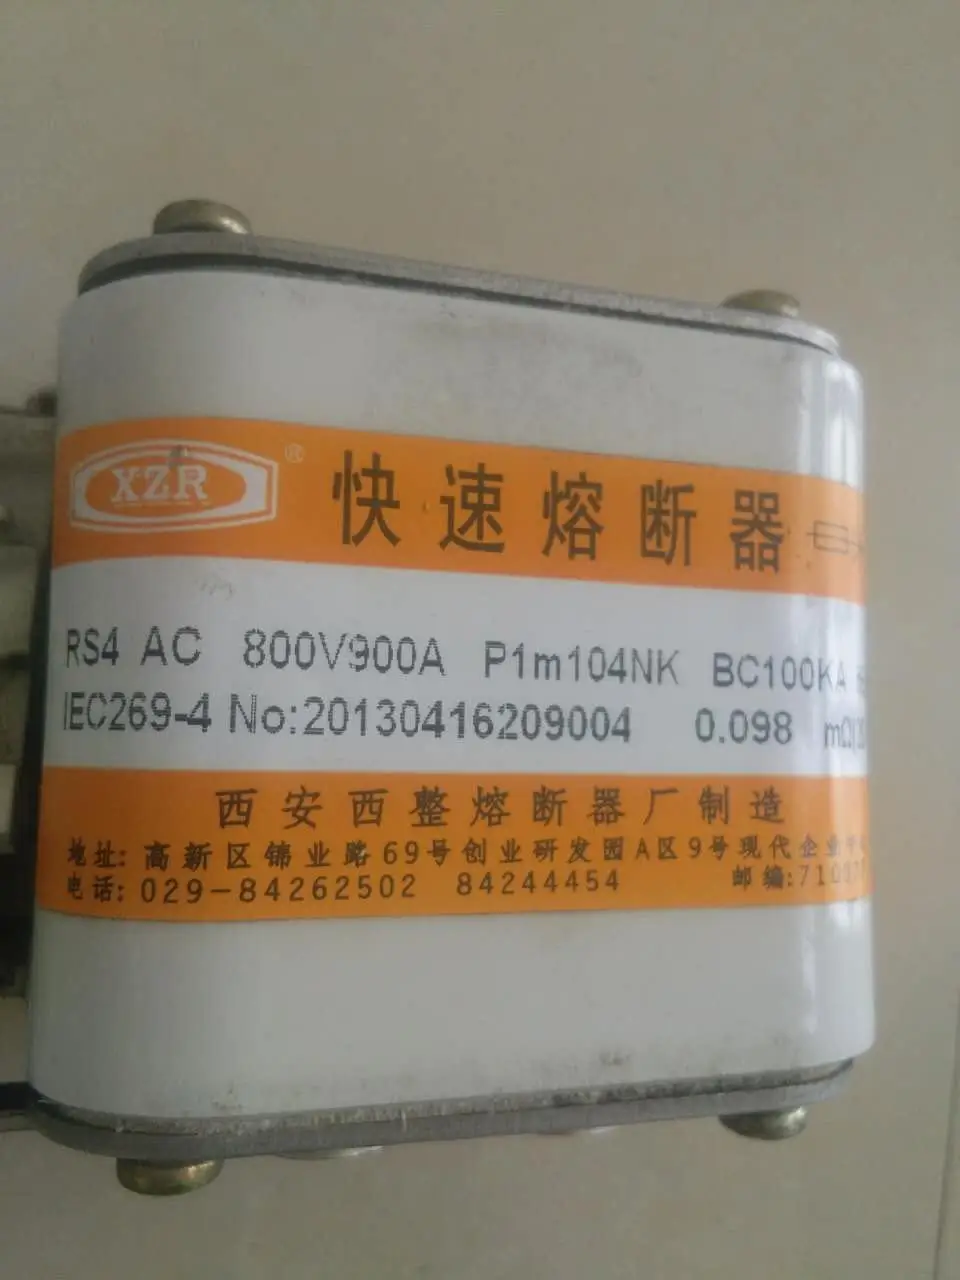 XZR ® 快速熔断器
RS4 AC 800V900A P1m104NK BC100KA
IEC269-4 No:20130416209004 0.098 mΩ
西安西整熔断器厂制造
地址: 高新区锦业路69号创业研发园A区9号现代企业中
电话: 029-84262502 84244454 邮编:71007